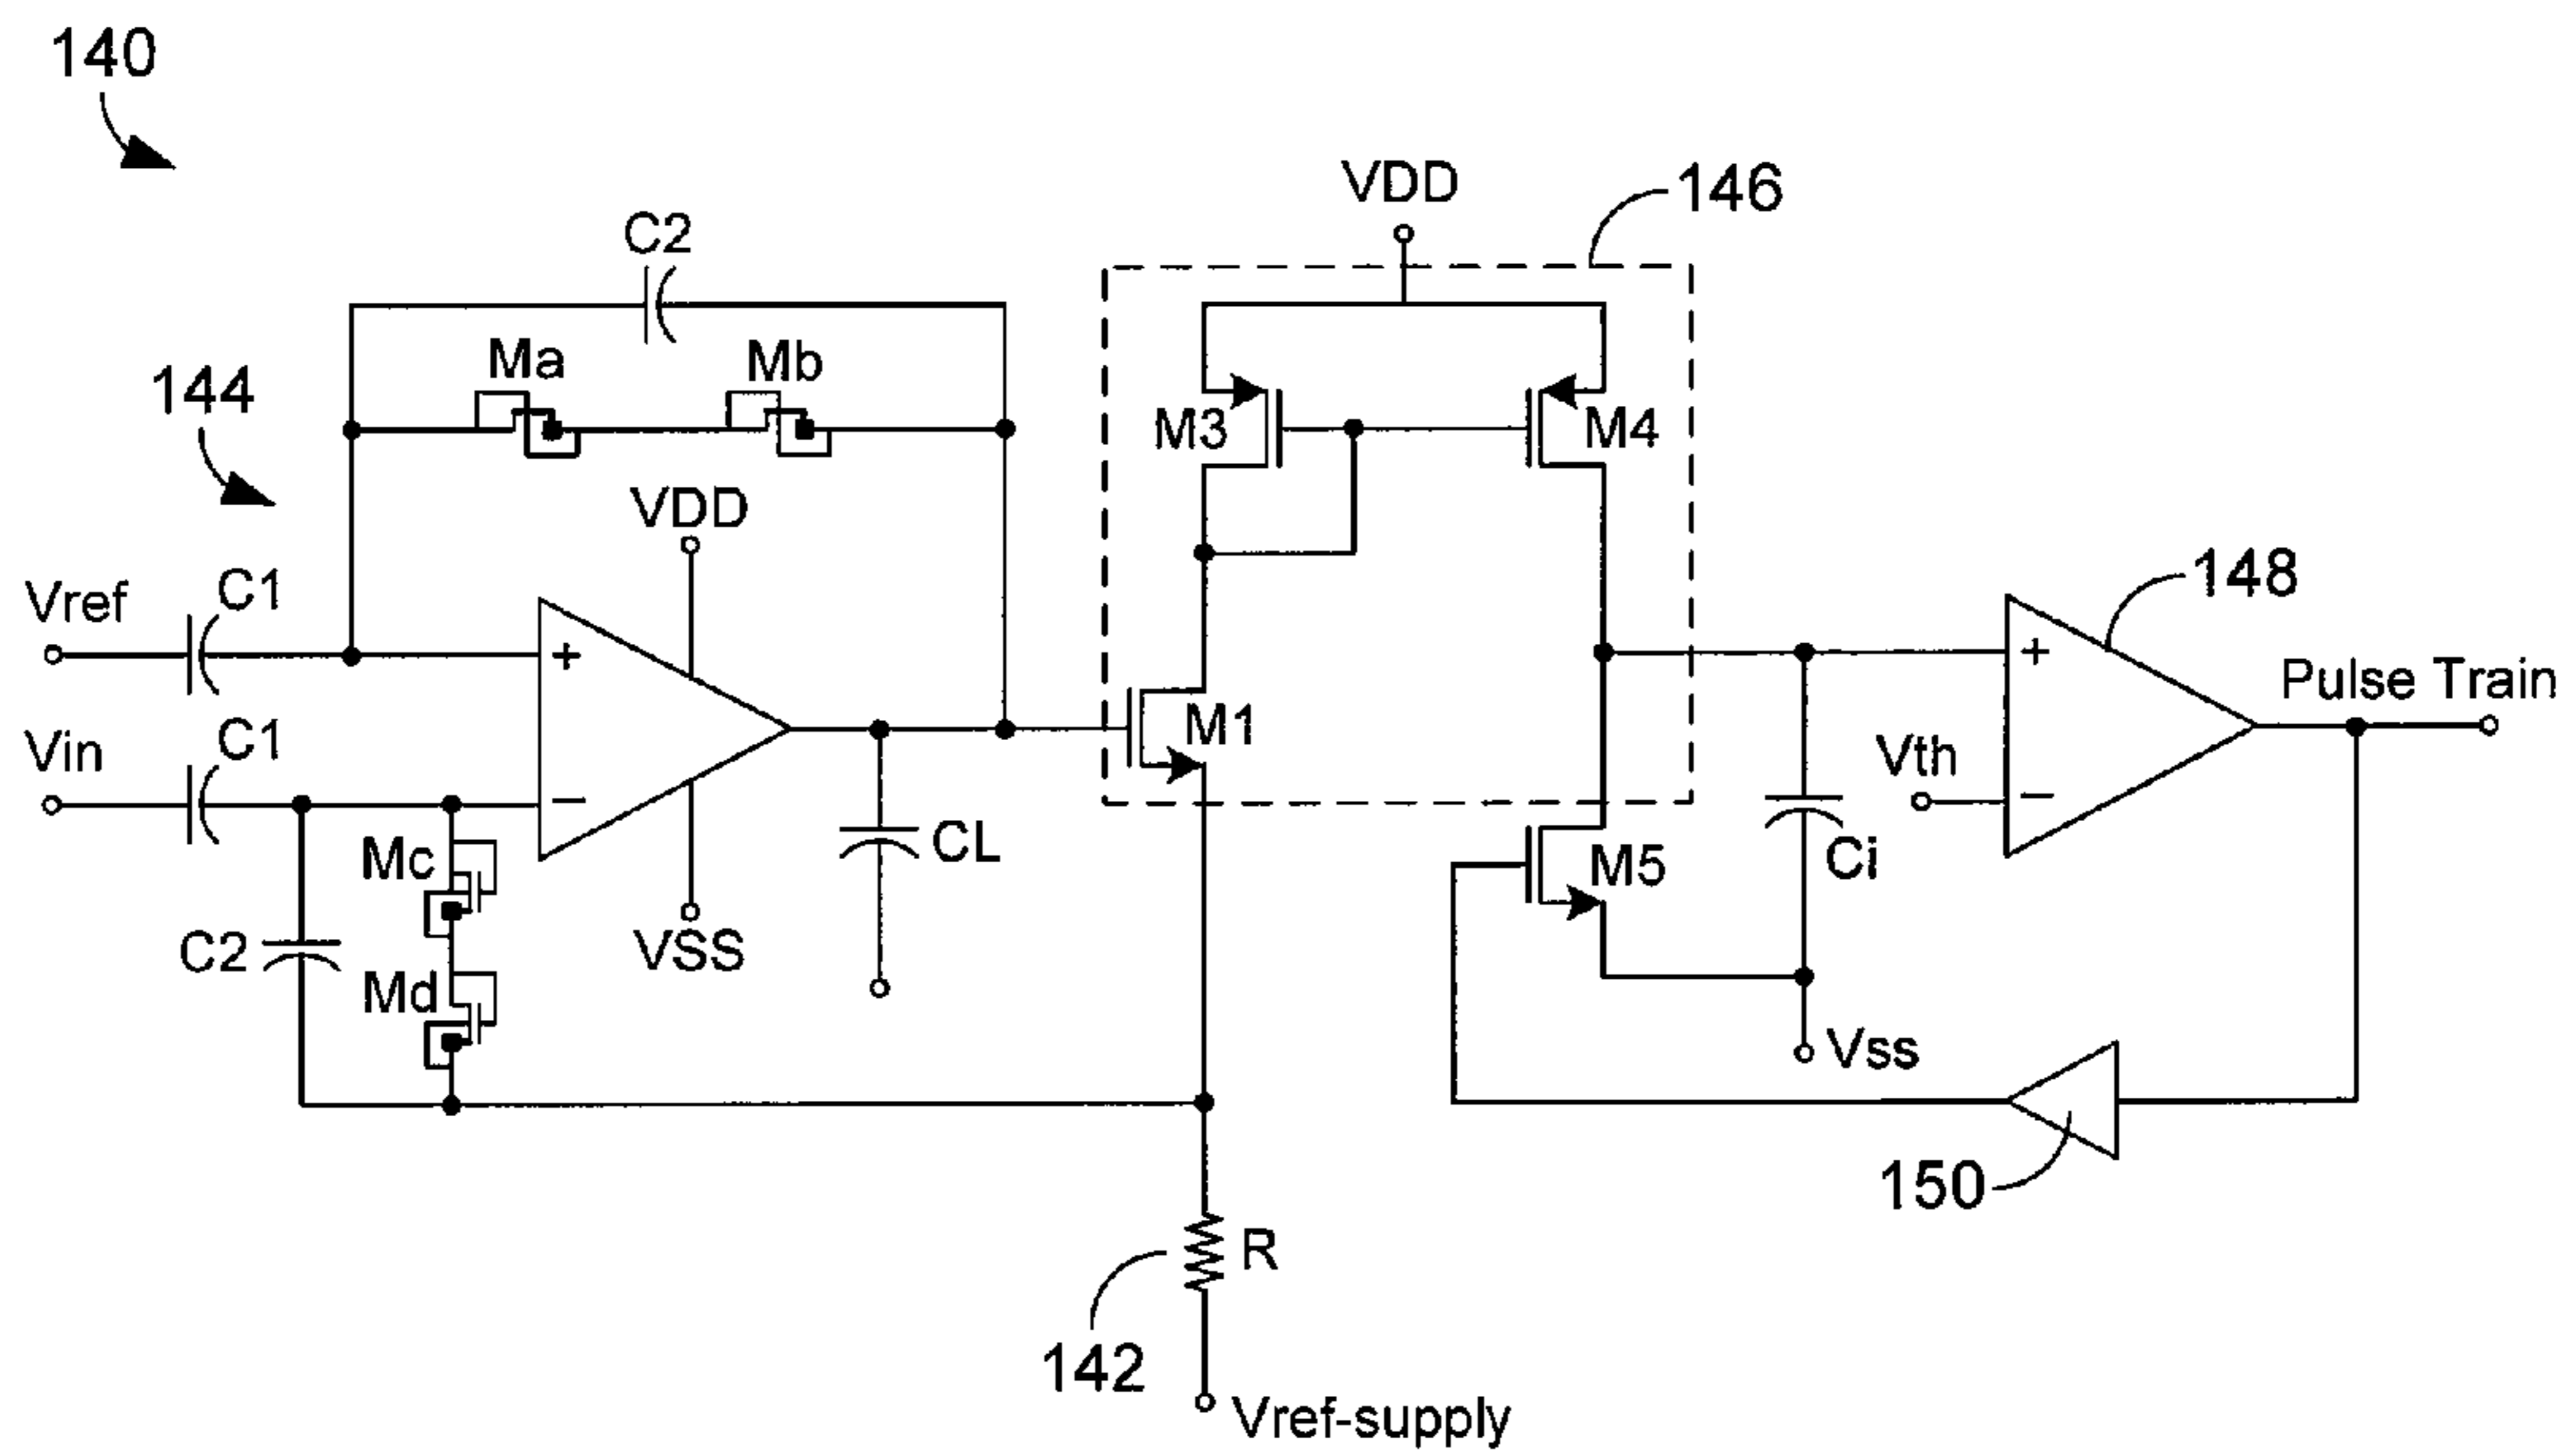 140
VDD
146
C2
Ma
Mb
144
M3
M4
VDD
Vref
C1
+
148
+
Pulse Train
Vin
C1
M1
Vth
−
−
Mc
CL
M5
Ci
C2
VSS
Md
Vss
150
R
142
Vref-supply